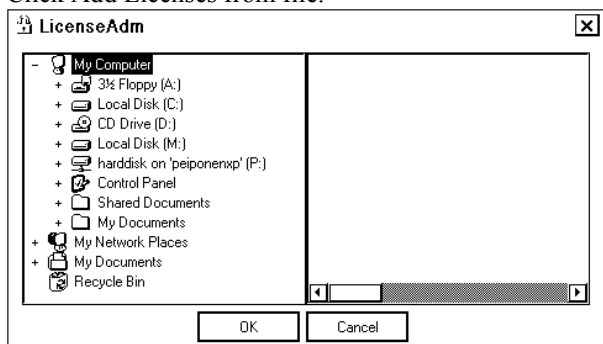 Click Add Licenses from file.
LicenseAdm
My Computer
3½ Floppy (A:)
Local Disk (C:)
CD Drive (D:)
Local Disk (M:)
harddisk on 'peiponenxp' (P:)
Control Panel
Shared Documents
My Documents
My Network Places
My Documents
Recycle Bin
OK Cancel